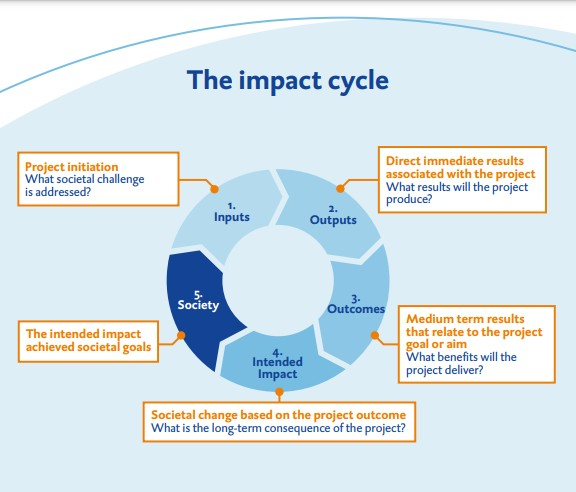 The impact cycle
Project initiation
What societal challenge
is addressed?
Direct immediate results
associated with the project
What results will the project
produce?
1.
Inputs
2.
Outputs
3.
Outcomes
4.
Intended
Impact
5.
Society
Medium term results
that relate to the project
goal or aim
What benefits will the
project deliver?
The intended impact
achieved societal goals
Societal change based on the project outcome
What is the long-term consequence of the project?